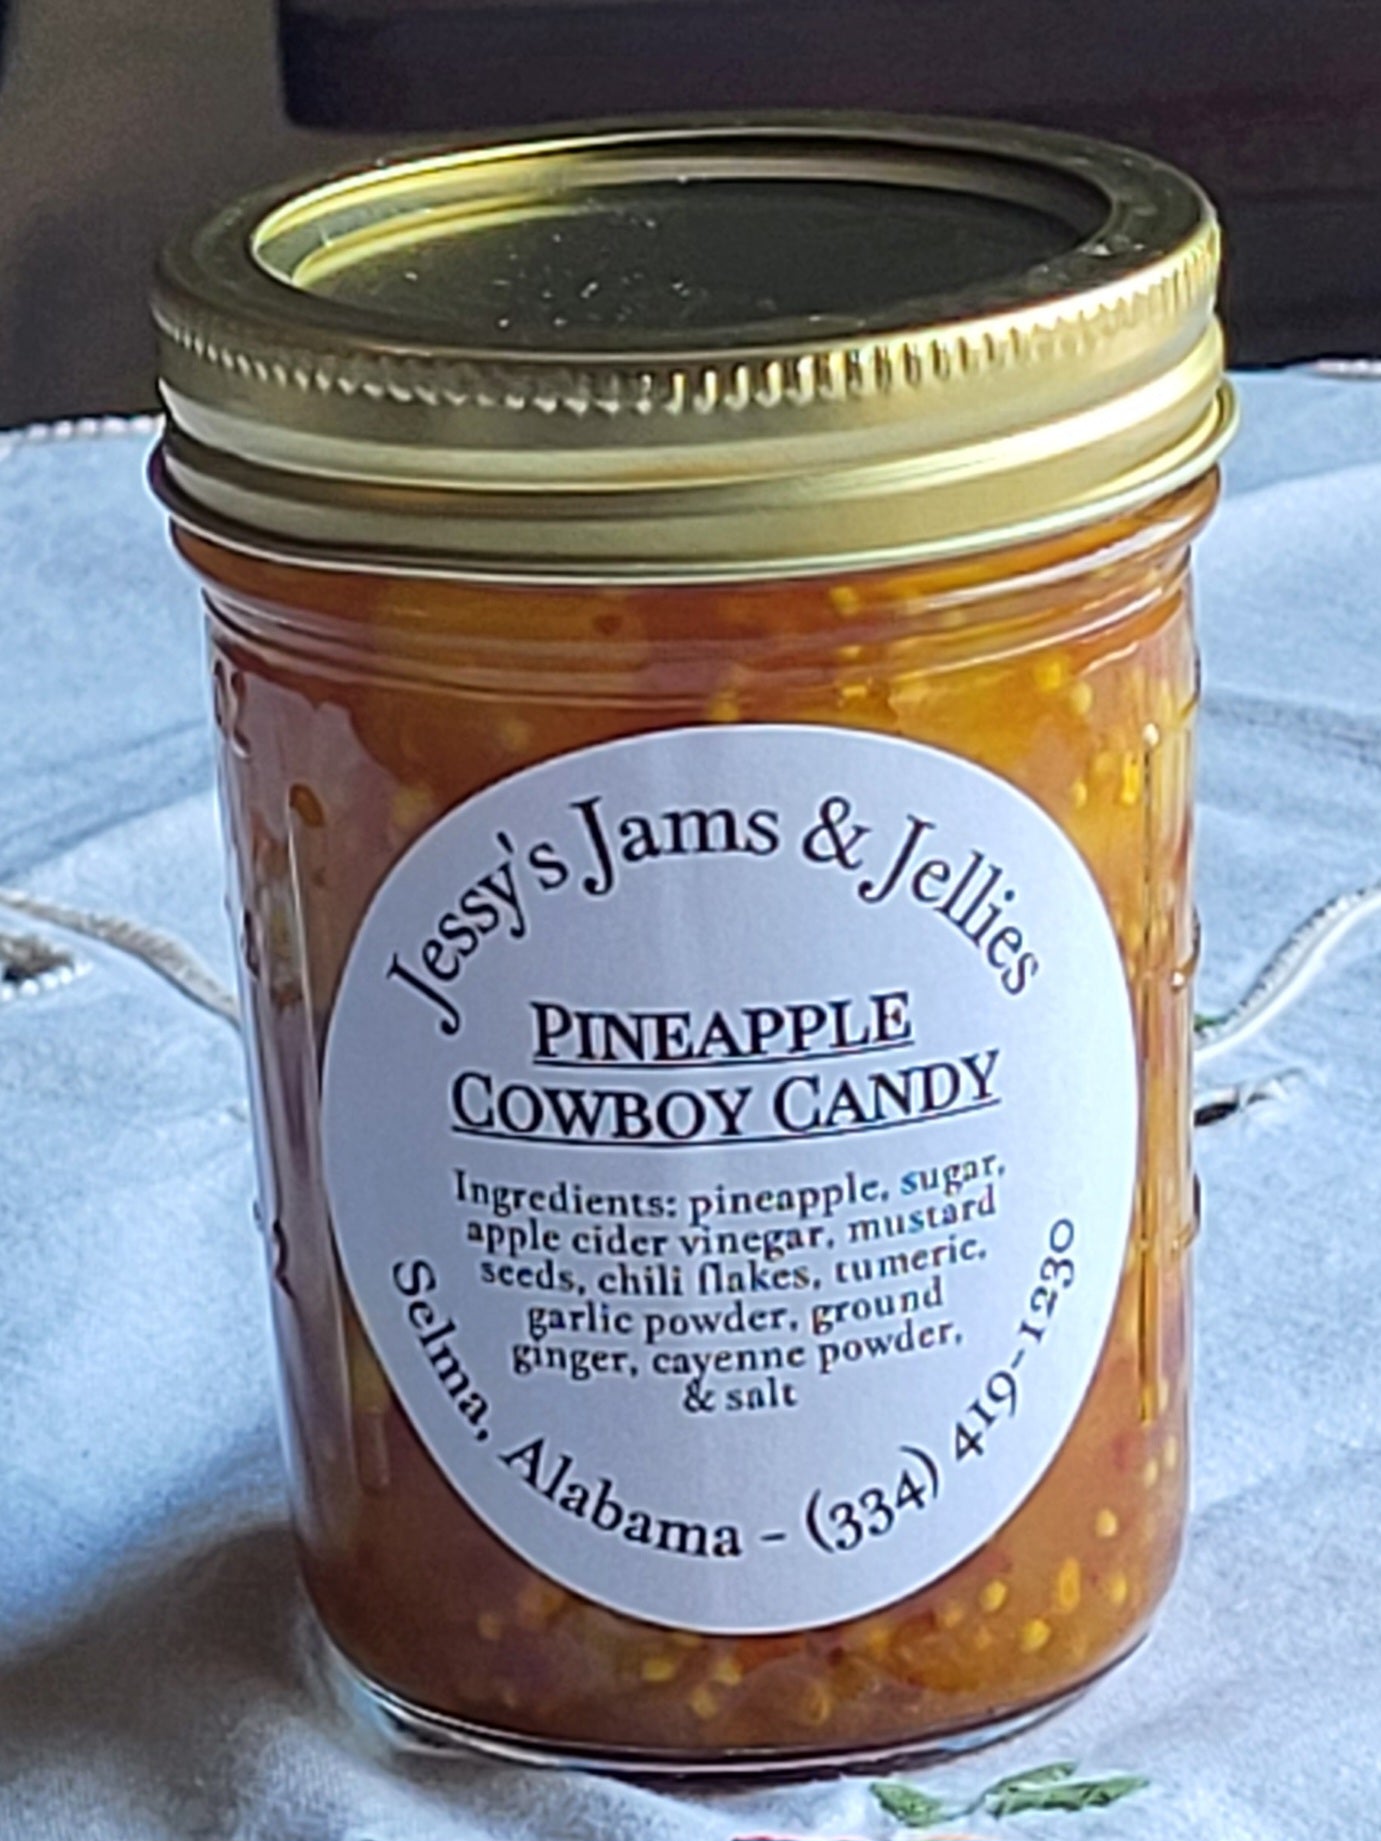 Jessy's Jams & Jellies
PINEAPPLE
COWBOY CANDY
Ingredients: pineapple, sugar,
apple cider vinegar, mustard
seeds, chili flakes, tumeric,
garlic powder, ground
ginger, cayenne powder,
& salt
Selma, Alabama - (334) 419-1230